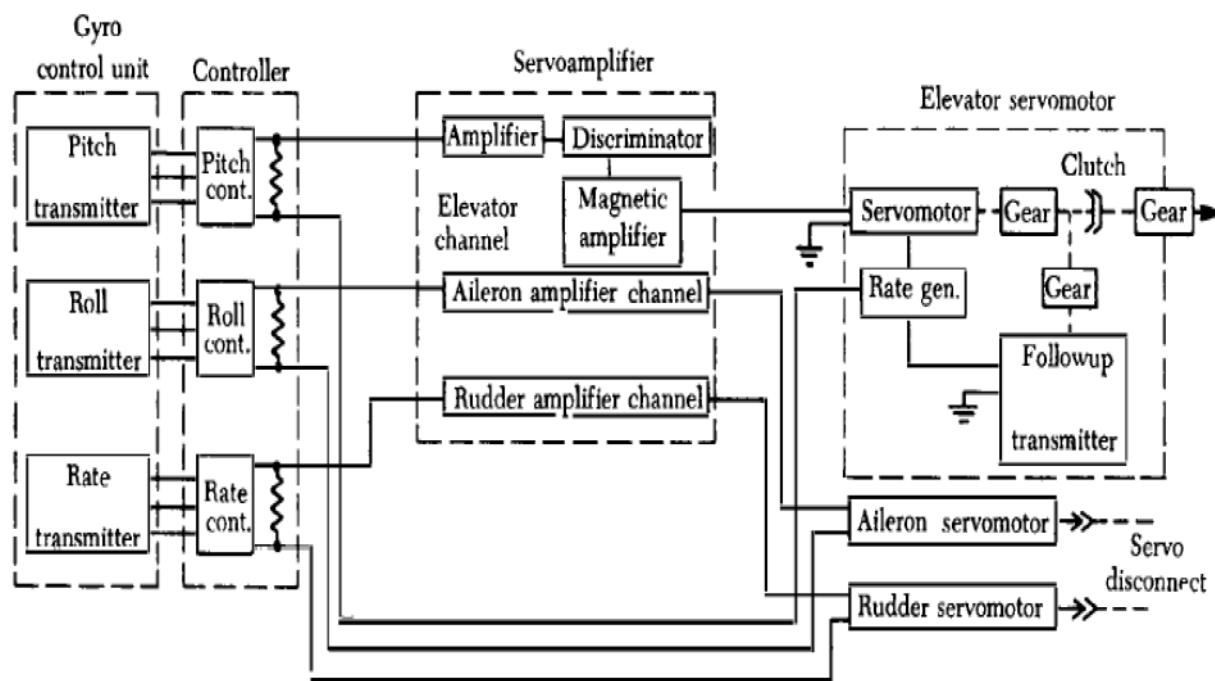 Gyro
control unit
Controller
Servoamplifier
Elevator servomotor
Pitch
transmitter
Pitch
cont.
Amplifier
Discriminator
Magnetic
amplifier
Elevator
channel
Clutch
Servomotor
Gear
Gear
Rate gen.
Gear
Followup
transmitter
Roll
transmitter
Roll
cont.
Aileron amplifier channel
Rudder amplifier channel
Rate
transmitter
Rate
cont.
Aileron servomotor
Rudder servomotor
Servo
disconnect